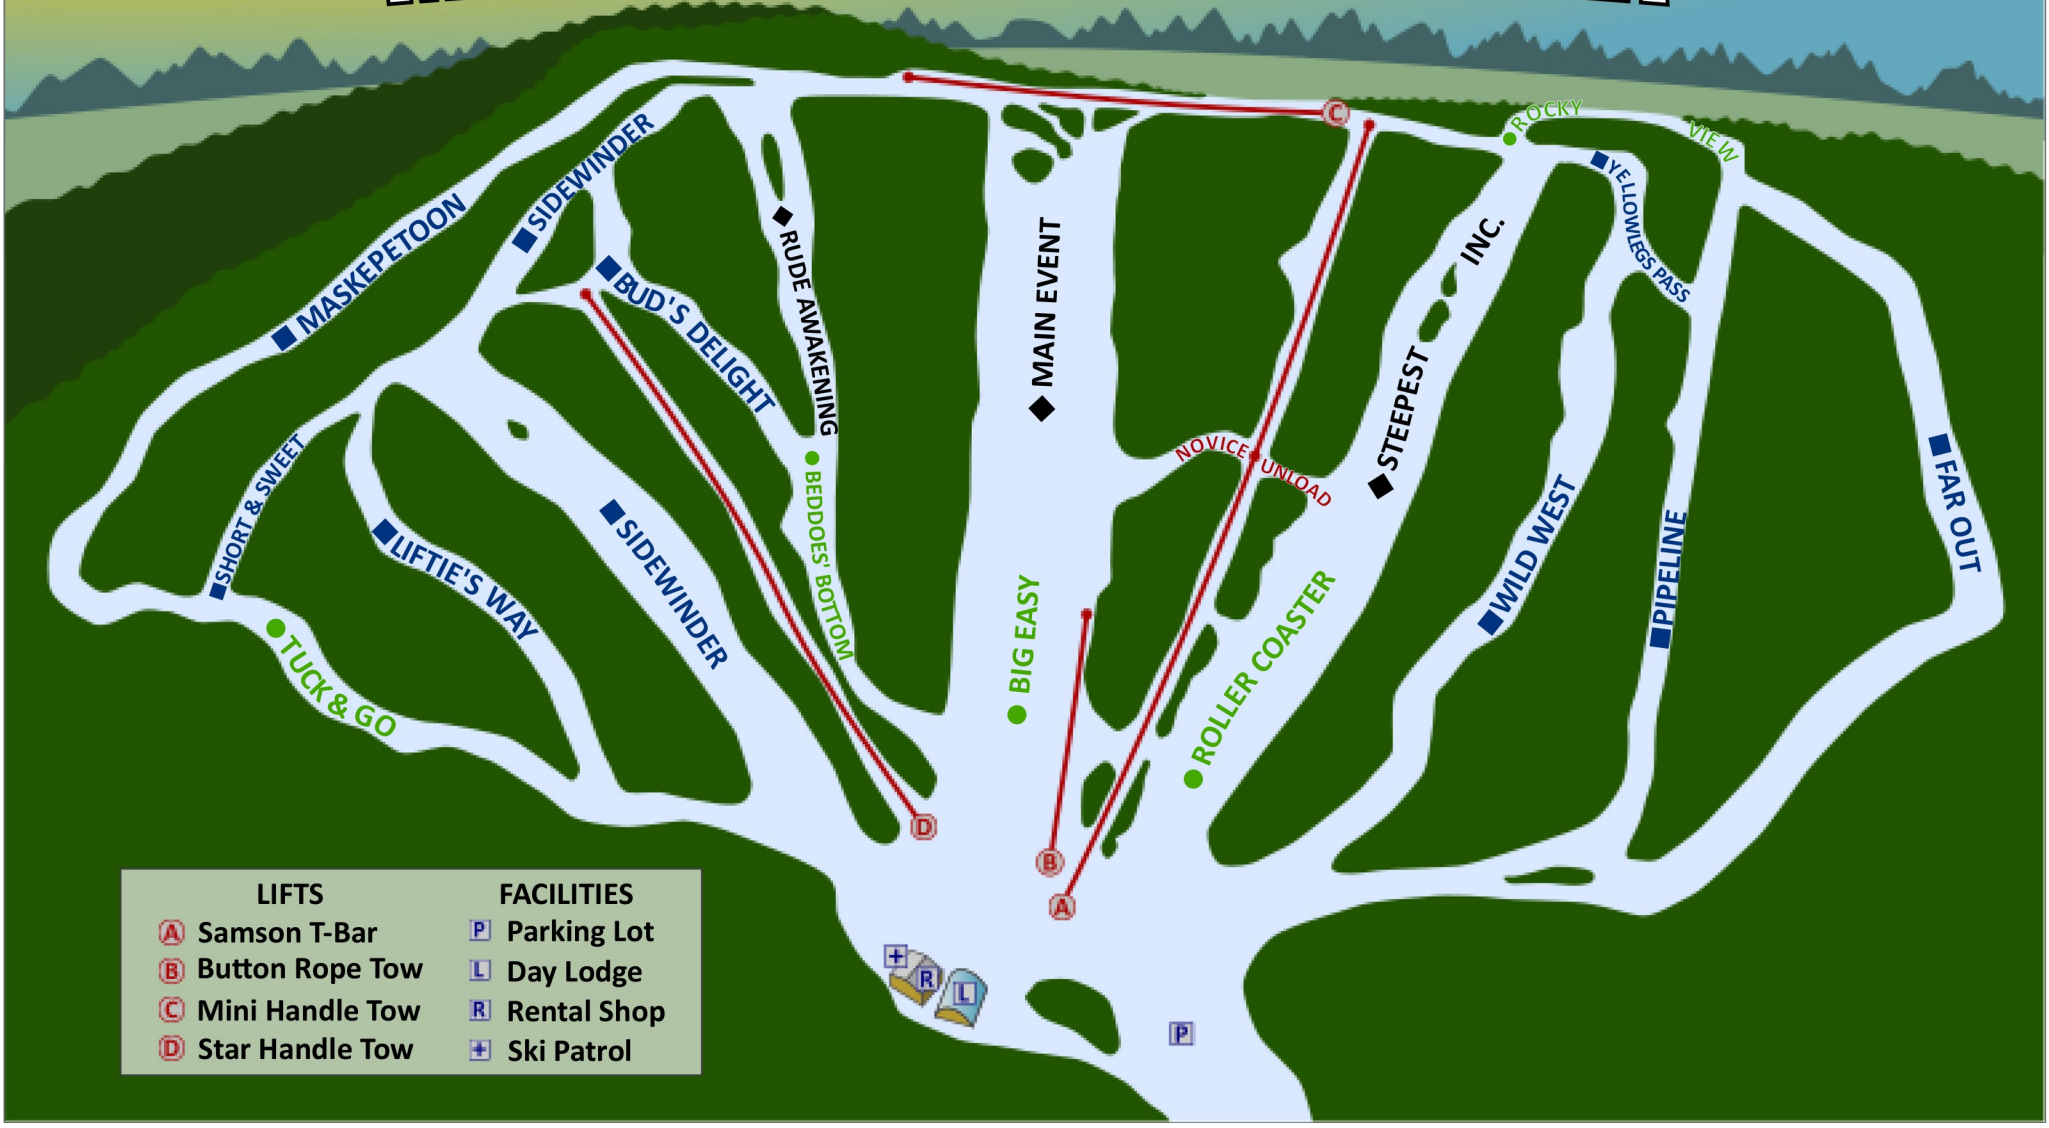 ROCKY VIEW
SIDEWINDER
YELLOWLEGS PASS
MASKEPETOON
INC.
RUDE AWAKENING
MAIN EVENT
BUD'S DELIGHT
STEEPEST
NOVICE UNLOAD
SHORT & SWEET
BEDDOES' BOTTOM
FAR OUT
LIFTIE'S WAY
SIDEWINDER
WILD WEST
PIPELINE
BIG EASY
ROLLER COASTER
TUCK & GO
C
D
B
A
LIFTS
A Samson T-Bar
B Button Rope Tow
C Mini Handle Tow
D Star Handle Tow
FACILITIES
P Parking Lot
L Day Lodge
R Rental Shop
+ Ski Patrol
+
R
L
P